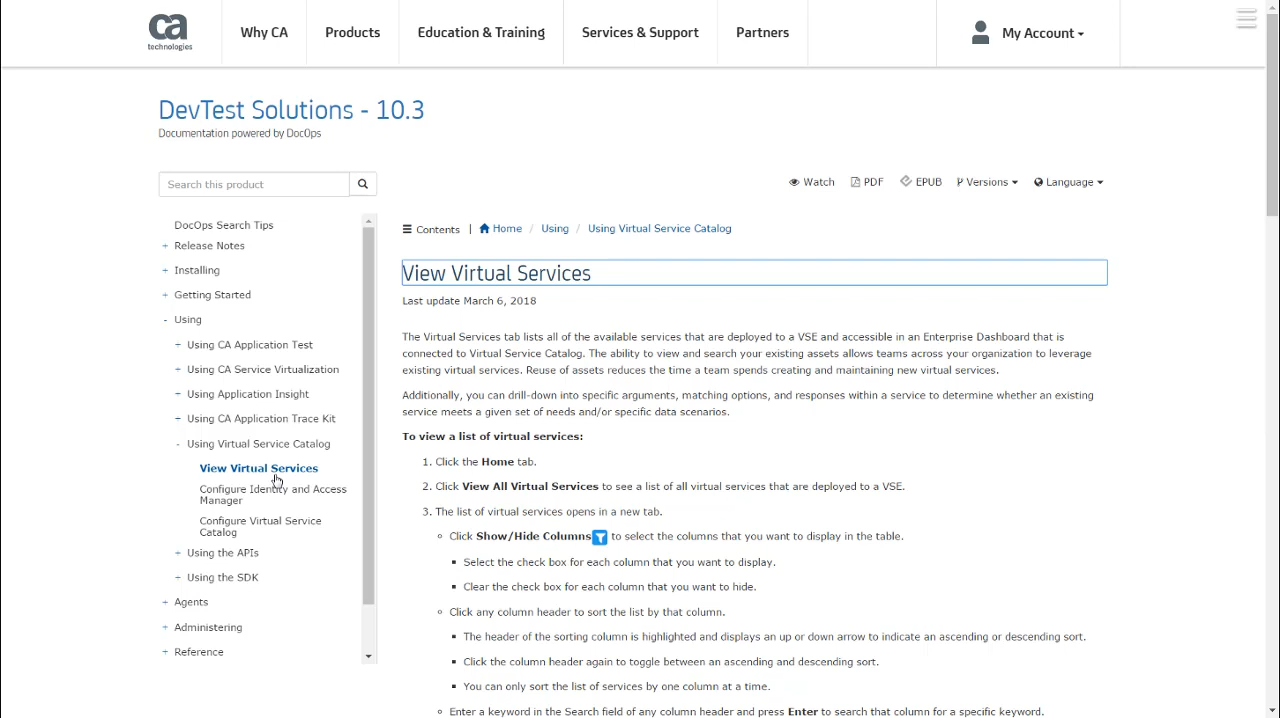 ca
technologies
Why CA
Products
Education & Training
Services & Support
Partners
My Account
DevTest Solutions - 10.3
Documentation powered by DocOps
Search this product
Watch
PDF
EPUB
Versions
Language
DocOps Search Tips
+ Release Notes
+ Installing
+ Getting Started
- Using
+ Using CA Application Test
+ Using CA Service Virtualization
+ Using Application Insight
+ Using CA Application Trace Kit
- Using Virtual Service Catalog
View Virtual Services
Configure Identity and Access
Manager
Configure Virtual Service
Catalog
+ Using the APIs
+ Using the SDK
+ Agents
+ Administering
+ Reference
Contents | Home / Using / Using Virtual Service Catalog
View Virtual Services
Last update March 6, 2018
The Virtual Services tab lists all of the available services that are deployed to a VSE and accessible in an Enterprise Dashboard that is
connected to Virtual Service Catalog. The ability to view and search your existing assets allows teams across your organization to leverage
existing virtual services. Reuse of assets reduces the time a team spends creating and maintaining new virtual services.
Additionally, you can drill-down into specific arguments, matching options, and responses within a service to determine whether an existing
service meets a given set of needs and/or specific data scenarios.
To view a list of virtual services:
1. Click the Home tab.
2. Click View All Virtual Services to see a list of all virtual services that are deployed to a VSE.
3. The list of virtual services opens in a new tab.
Click Show/Hide Columns to select the columns that you want to display in the table.
Select the check box for each column that you want to display.
Clear the check box for each column that you want to hide.
Click any column header to sort the list by that column.
The header of the sorting column is highlighted and displays an up or down arrow to indicate an ascending or descending sort.
Click the column header again to toggle between an ascending and descending sort.
You can only sort the list of services by one column at a time.
Enter a keyword in the Search field of any column header and press Enter to search that column for a specific keyword.